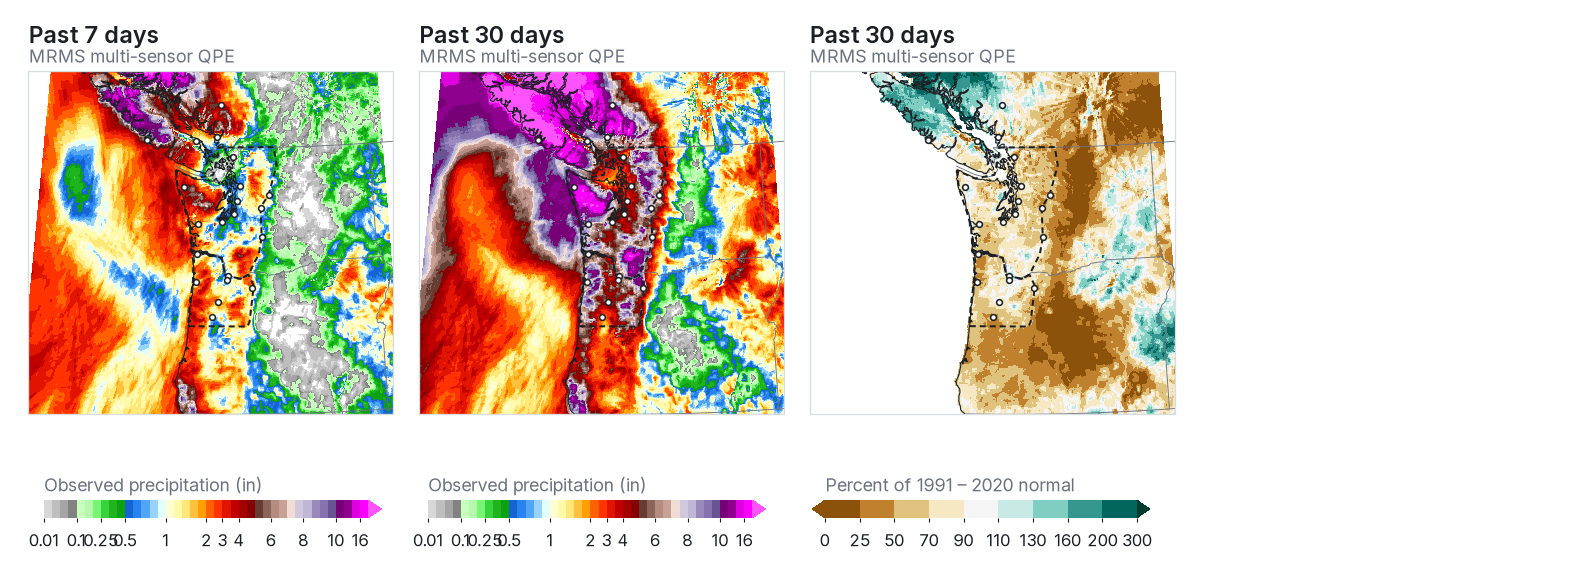 Past 7 days
MRMS multi-sensor QPE
Past 30 days
MRMS multi-sensor QPE
Past 30 days
MRMS multi-sensor QPE
Observed precipitation (in)
0.01 0.1 0.25 0.5 1 2 3 4 6 8 10 16
Observed precipitation (in)
0.01 0.1 0.25 0.5 1 2 3 4 6 8 10 16
Percent of 1991 – 2020 normal
0 25 50 70 90 110 130 160 200 300